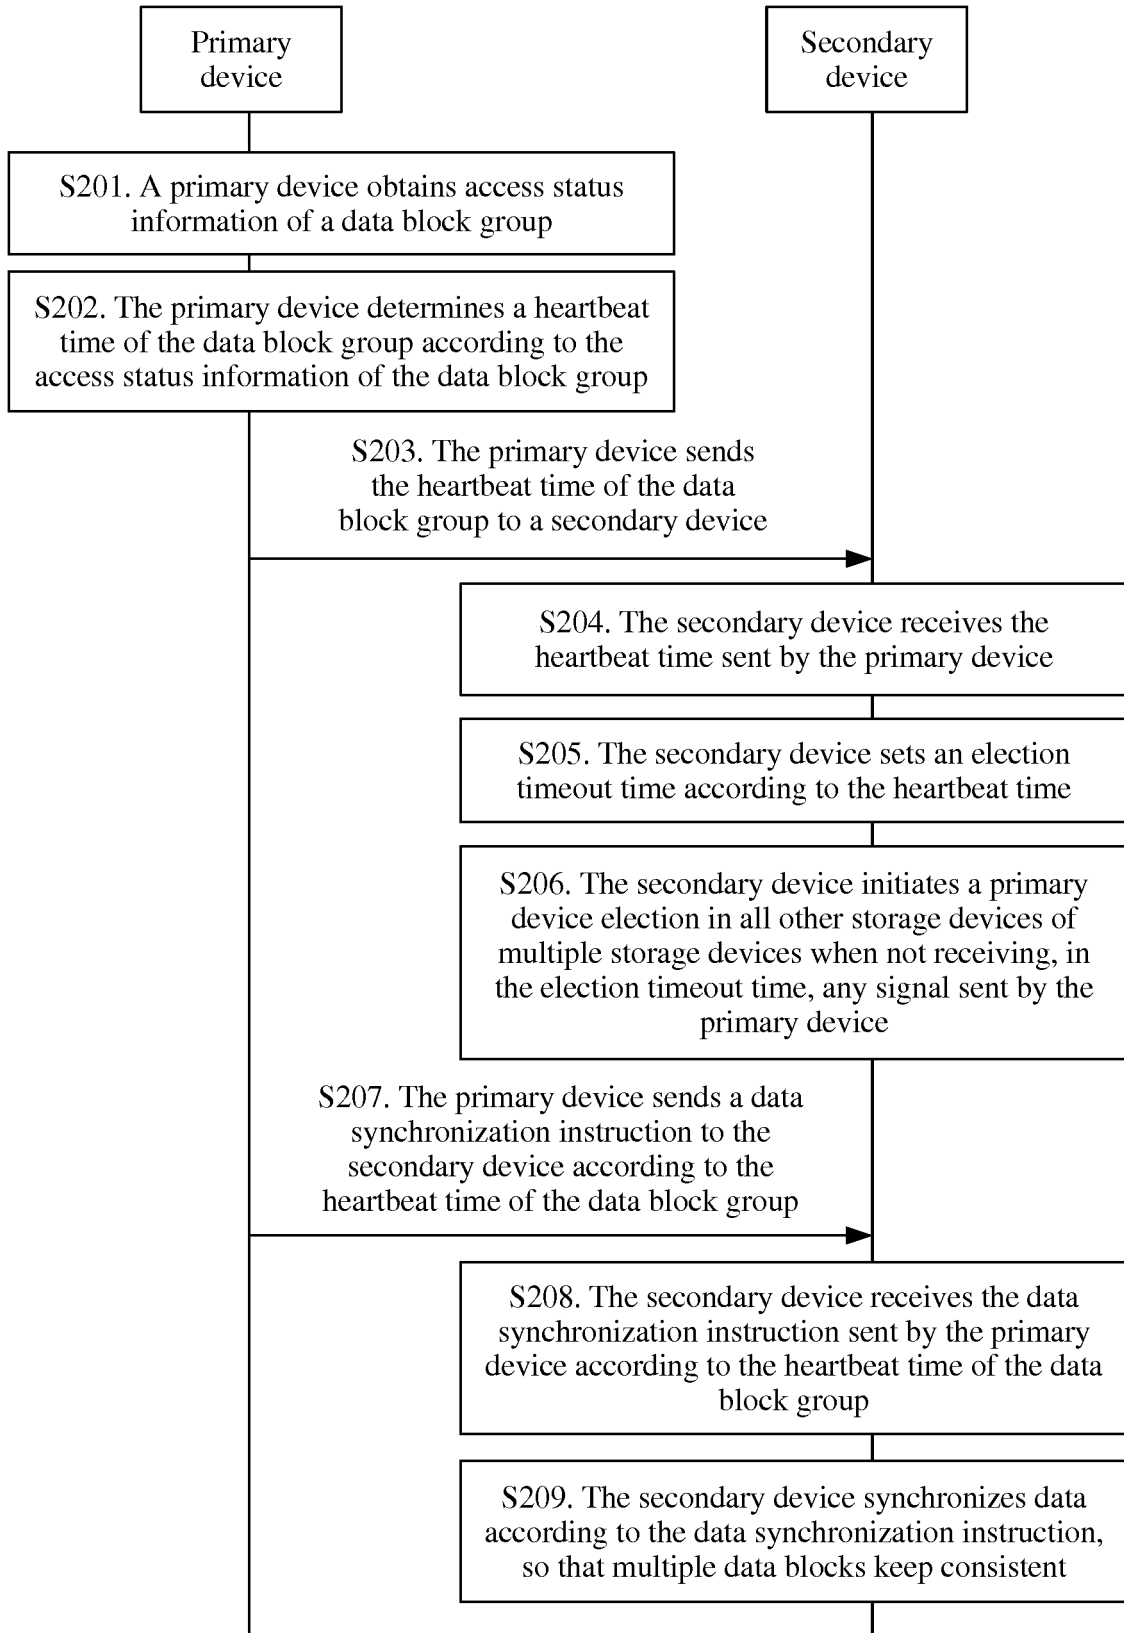 Primary
device
Secondary
device
S201. A primary device obtains access status
information of a data block group
S202. The primary device determines a heartbeat
time of the data block group according to the
access status information of the data block group
S203. The primary device sends
the heartbeat time of the data
block group to a secondary device
S204. The secondary device receives the
heartbeat time sent by the primary device
S205. The secondary device sets an election
timeout time according to the heartbeat time
S206. The secondary device initiates a primary
device election in all other storage devices of
multiple storage devices when not receiving, in
the election timeout time, any signal sent by the
primary device
S207. The primary device sends a data
synchronization instruction to the
secondary device according to the
heartbeat time of the data block group
S208. The secondary device receives the data
synchronization instruction sent by the primary
device according to the heartbeat time of the data
block group
S209. The secondary device synchronizes data
according to the data synchronization instruction,
so that multiple data blocks keep consistent